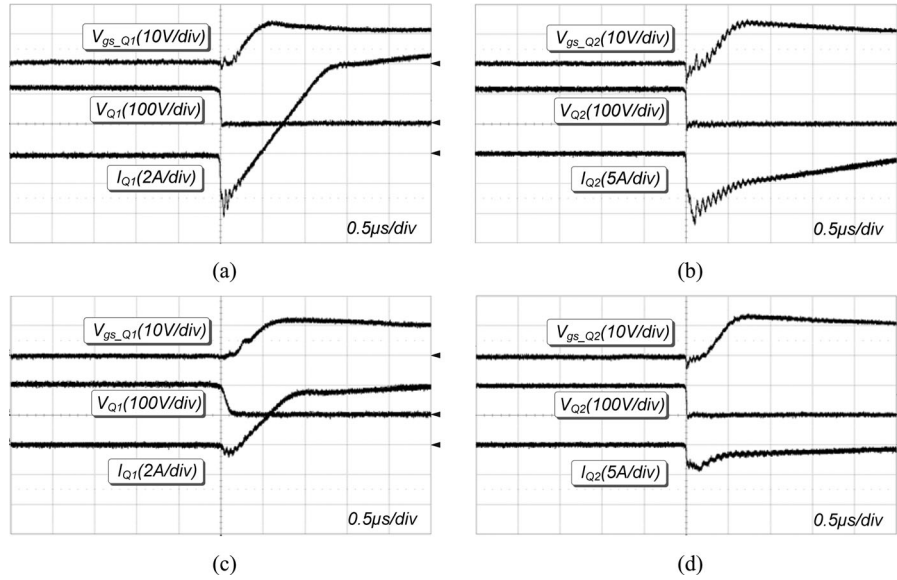 V_gs_Q1(10V/div)
V_Q1(100V/div)
I_Q1(2A/div)
0.5µs/div
(a)
V_gs_Q2(10V/div)
V_Q2(100V/div)
I_Q2(5A/div)
0.5µs/div
(b)
V_gs_Q1(10V/div)
V_Q1(100V/div)
I_Q1(2A/div)
0.5µs/div
(c)
V_gs_Q2(10V/div)
V_Q2(100V/div)
I_Q2(5A/div)
0.5µs/div
(d)